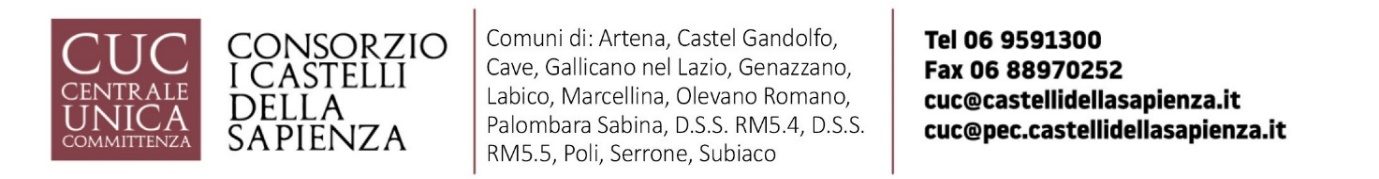 CUC
CENTRALE
UNICA
COMMITTENZA
CONSORZIO
I CASTELLI
DELLA
SAPIENZA
Comuni di: Artena, Castel Gandolfo,
Cave, Gallicano nel Lazio, Genazzano,
Labico, Marcellina, Olevano Romano,
Palombara Sabina, D.S.S. RM5.4, D.S.S.
RM5.5, Poli, Serrone, Subiaco
Tel 06 9591300
Fax 06 88970252
cuc@castellidellasapienza.it
cuc@pec.castellidellasapienza.it